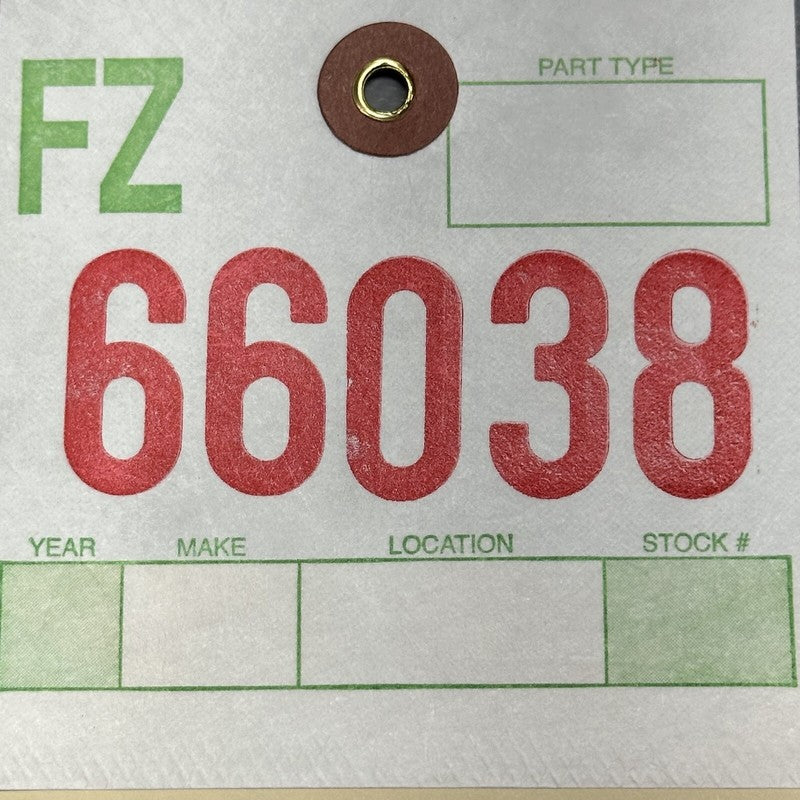 FZ
PART TYPE
66038
YEAR MAKE LOCATION STOCK #